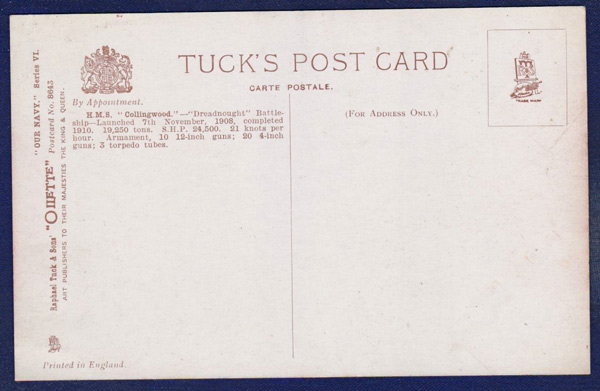 TUCK'S POST CARD
CARTE POSTALE.
By Appointment.
H.M.S. "Collingwood."—"Dreadnought" Battle-
ship—Launched 7th November, 1908, completed
1910. 19,250 tons. S.H.P. 24,500. 21 knots per
hour. Armament, 10 12-inch guns; 20 4-inch
guns; 3 torpedo tubes.
(FOR ADDRESS ONLY.)
TRADE MARK
"OUR NAVY," Series VI.
Raphael Tuck & Sons' "OILETTE" Postcard No. 8643
ART PUBLISHERS TO THEIR MAJESTIES THE KING & QUEEN.
Printed in England.